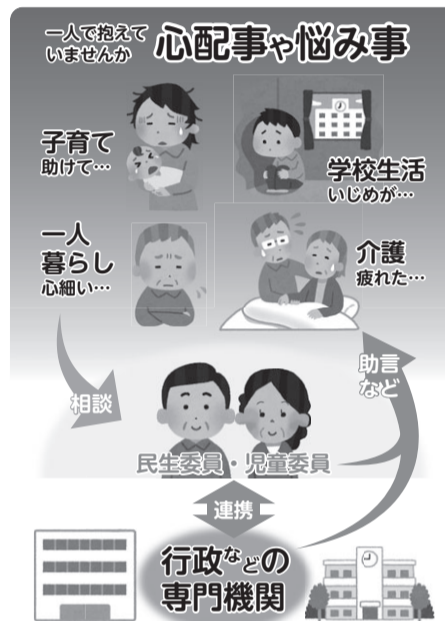 一人で抱えて
いませんか
心配事や悩み事
子育て
助けて…
学校生活
いじめが…
一人
暮らし
心細い…
介護
疲れた…
相談
助言
など
民生委員・児童委員
連携
行政などの
専門機関